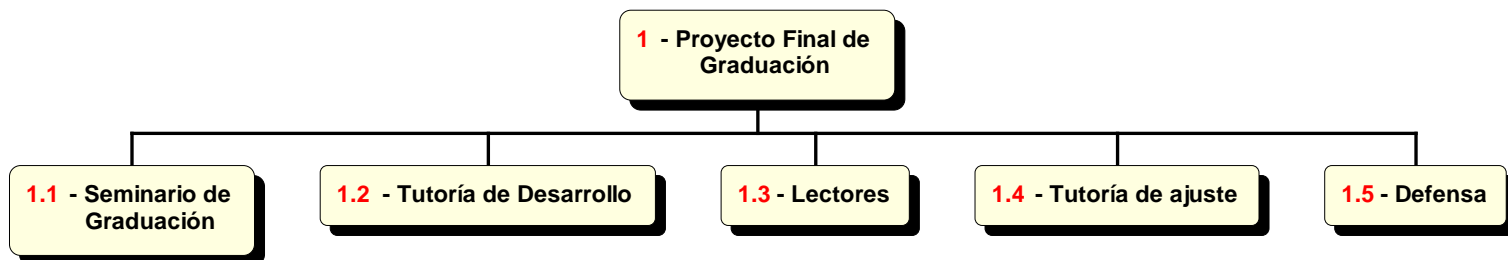 1 - Proyecto Final de
Graduación
1.1 - Seminario de
Graduación
1.2 - Tutoría de Desarrollo
1.3 - Lectores
1.4 - Tutoría de ajuste
1.5 - Defensa